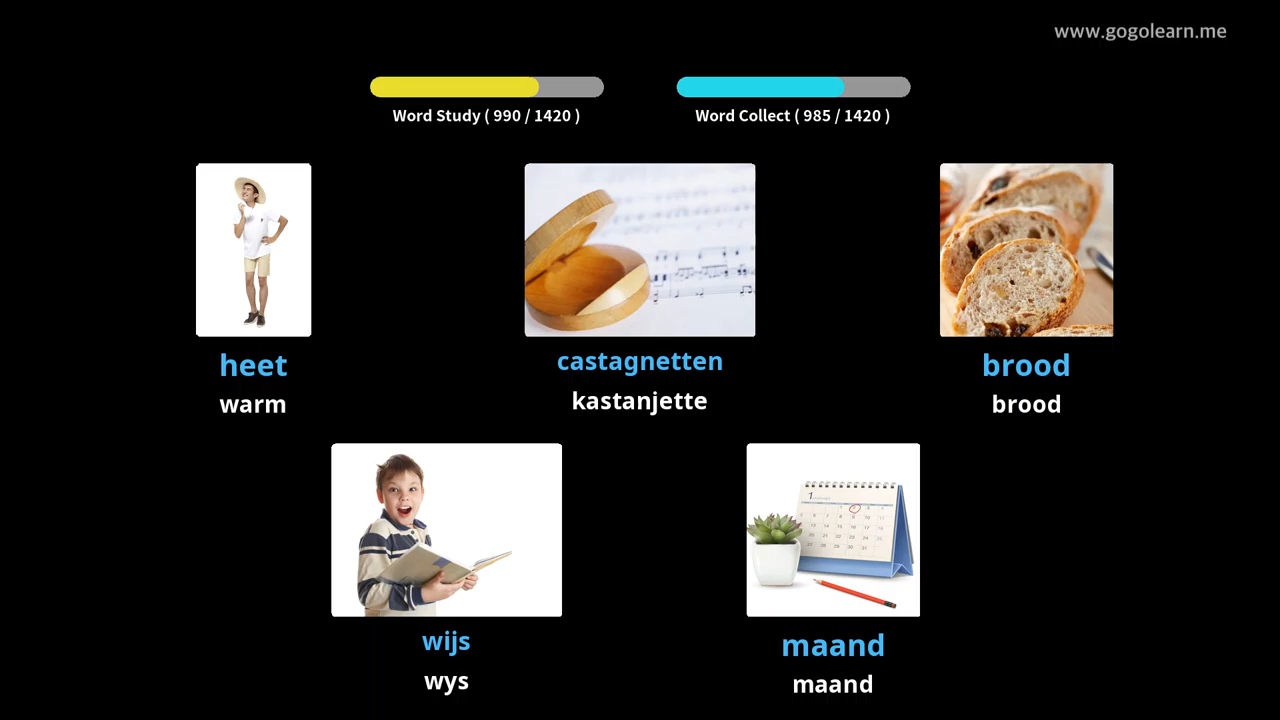 www.gogolearn.me
Word Study ( 990 / 1420 )
Word Collect ( 985 / 1420 )
heet
warm
castagnetten
kastanjette
brood
brood
wijs
wys
maand
maand